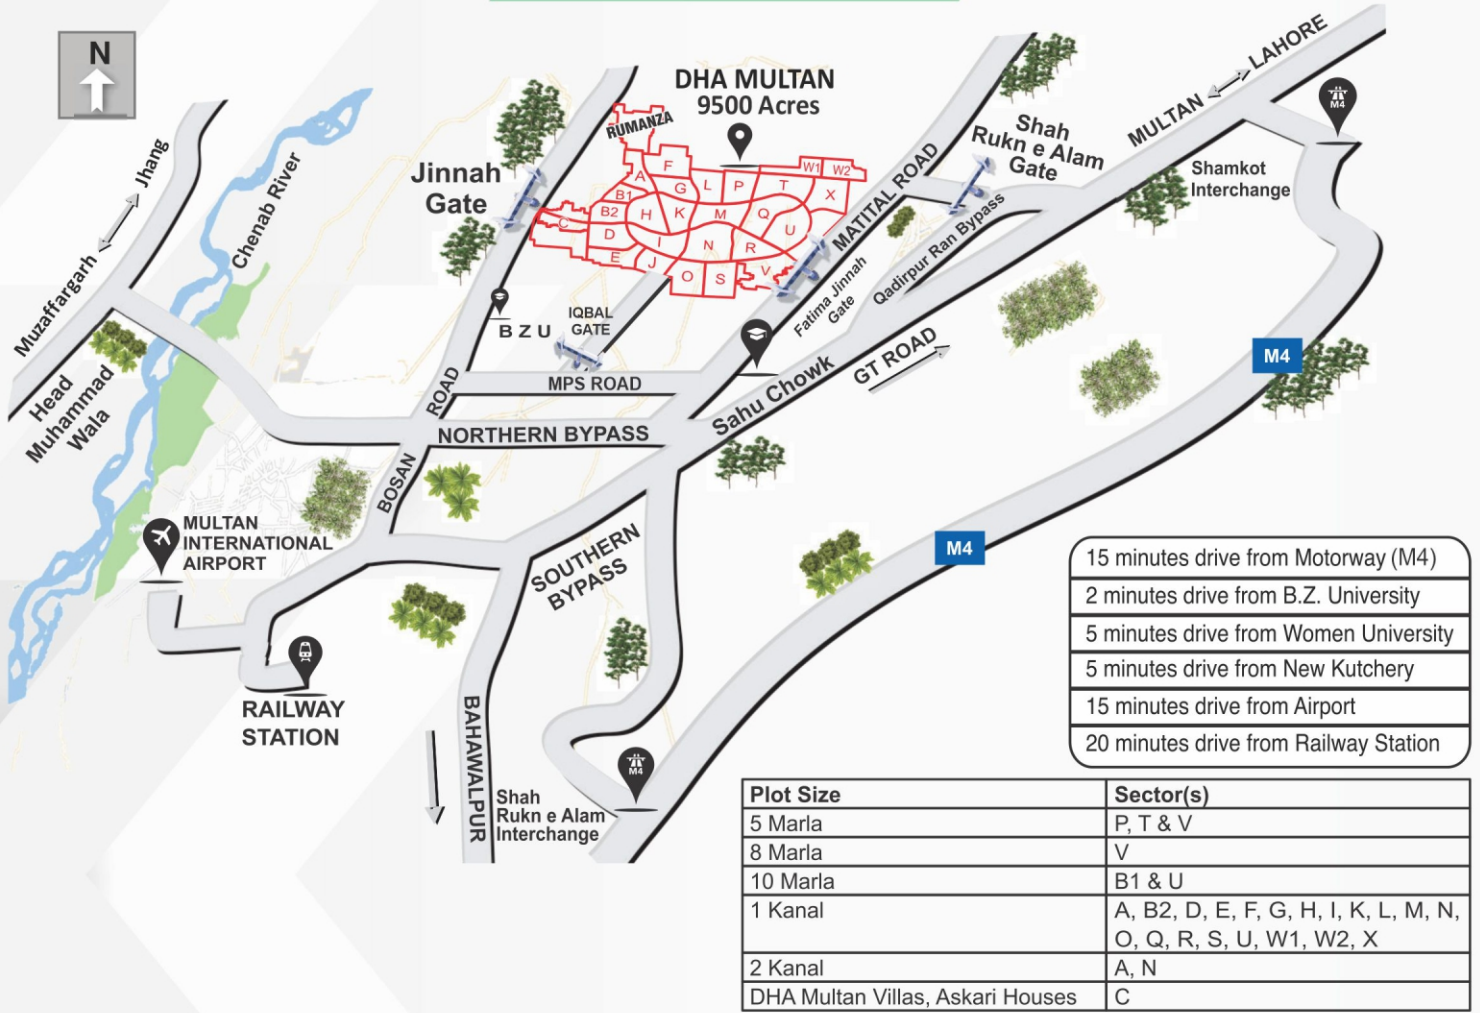 N
DHA MULTAN
9500 Acres
RUMANZA
MULTAN
LAHORE
M4
Shah
Rukn e Alam
Gate
Shamkot
Interchange
Jhang
Muzaffargarh
Chenab River
Jinnah
Gate
F
W1
W2
A
G
L
P
T
X
B1
B2
H
K
M
Q
U
C
D
I
N
R
E
J
O
S
V
MATITAL ROAD
Qadirpur Ran Bypass
Fatima Jinnah
Gate
BZU
IQBAL
GATE
MPS ROAD
ROAD
Sahu Chowk
GT ROAD
M4
Head
Muhammad
Wala
NORTHERN BYPASS
BOSAN
MULTAN
INTERNATIONAL
AIRPORT
SOUTHERN
BYPASS
M4
RAILWAY
STATION
BAHAWALPUR
Shah
Rukn e Alam
Interchange
M4
15 minutes drive from Motorway (M4)
2 minutes drive from B.Z. University
5 minutes drive from Women University
5 minutes drive from New Kutchery
15 minutes drive from Airport
20 minutes drive from Railway Station
Plot Size Sector(s)
5 Marla P, T & V
8 Marla V
10 Marla B1 & U
1 Kanal A, B2, D, E, F, G, H, I, K, L, M, N,
O, Q, R, S, U, W1, W2, X
2 Kanal A, N
DHA Multan Villas, Askari Houses C